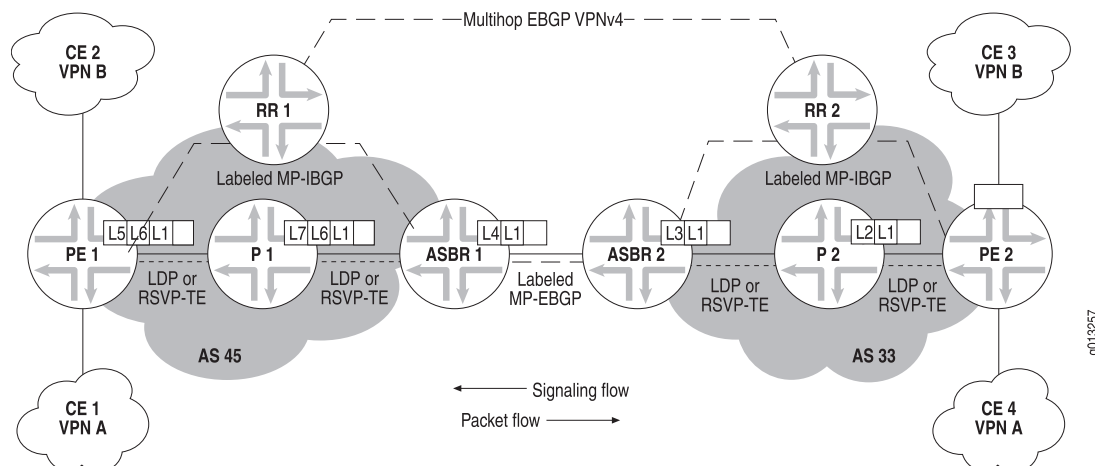 Multihop EBGP VPNv4
CE 2
VPN B
CE 3
VPN B
RR 1
RR 2
Labeled MP-IBGP
Labeled MP-IBGP
L5 L6 L1
L7 L6 L1
L4 L1
L3 L1
L2 L1
PE 1
P 1
ASBR 1
ASBR 2
P 2
PE 2
LDP or
RSVP-TE
LDP or
RSVP-TE
Labeled
MP-EBGP
LDP or
RSVP-TE
LDP or
RSVP-TE
AS 45
AS 33
g013257
Signaling flow
Packet flow
CE 1
VPN A
CE 4
VPN A